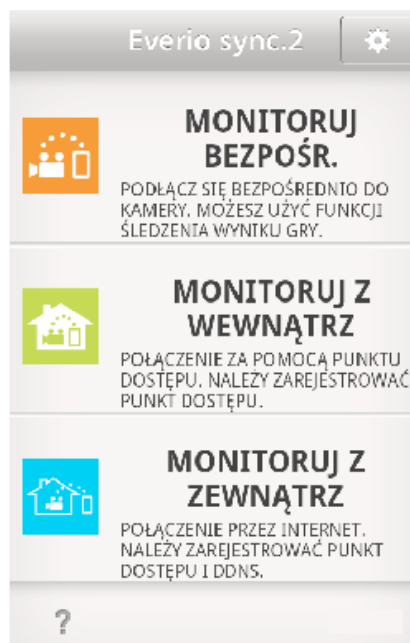 Everio sync.2
MONITORUJ
BEZPOŚR.
PODŁĄCZ SIĘ BEZPOŚREDNIO DO
KAMERY. MOŻESZ UŻYĆ FUNKCJI
ŚLEDZENIA WYNIKU GRY.
MONITORUJ Z
WEWNĄTRZ
POŁĄCZENIE ZA POMOCĄ PUNKTU
DOSTĘPU. NALEŻY ZAREJESTROWAĆ
PUNKT DOSTĘPU.
MONITORUJ Z
ZEWNĄTRZ
POŁĄCZENIE PRZEZ INTERNET.
NALEŻY ZAREJESTROWAĆ PUNKT
DOSTĘPU I DDNS.
?